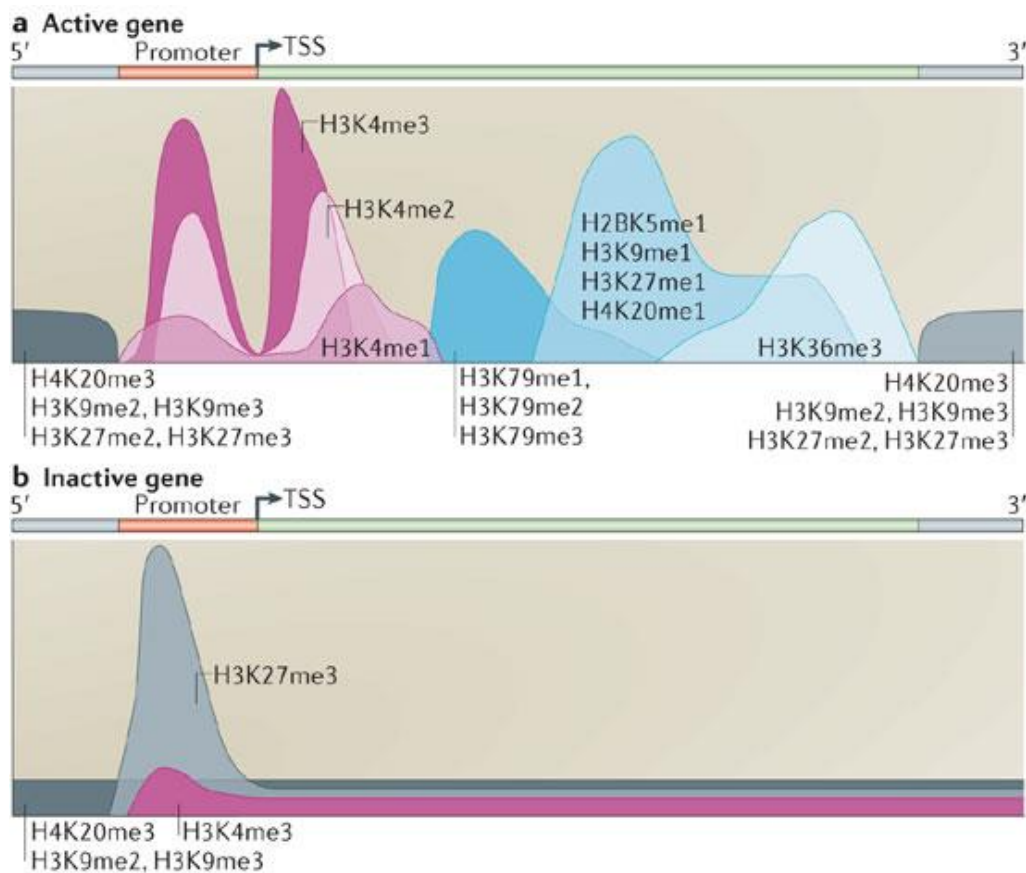 a Active gene
5′ Promoter TSS 3′
H3K4me3
H3K4me2
H2BK5me1
H3K9me1
H3K27me1
H4K20me1
H3K4me1
H3K36me3
H4K20me3
H3K9me2, H3K9me3
H3K27me2, H3K27me3
H3K79me1,
H3K79me2
H3K79me3
H4K20me3
H3K9me2, H3K9me3
H3K27me2, H3K27me3
b Inactive gene
5′ Promoter TSS 3′
H3K27me3
H4K20me3 H3K4me3
H3K9me2, H3K9me3